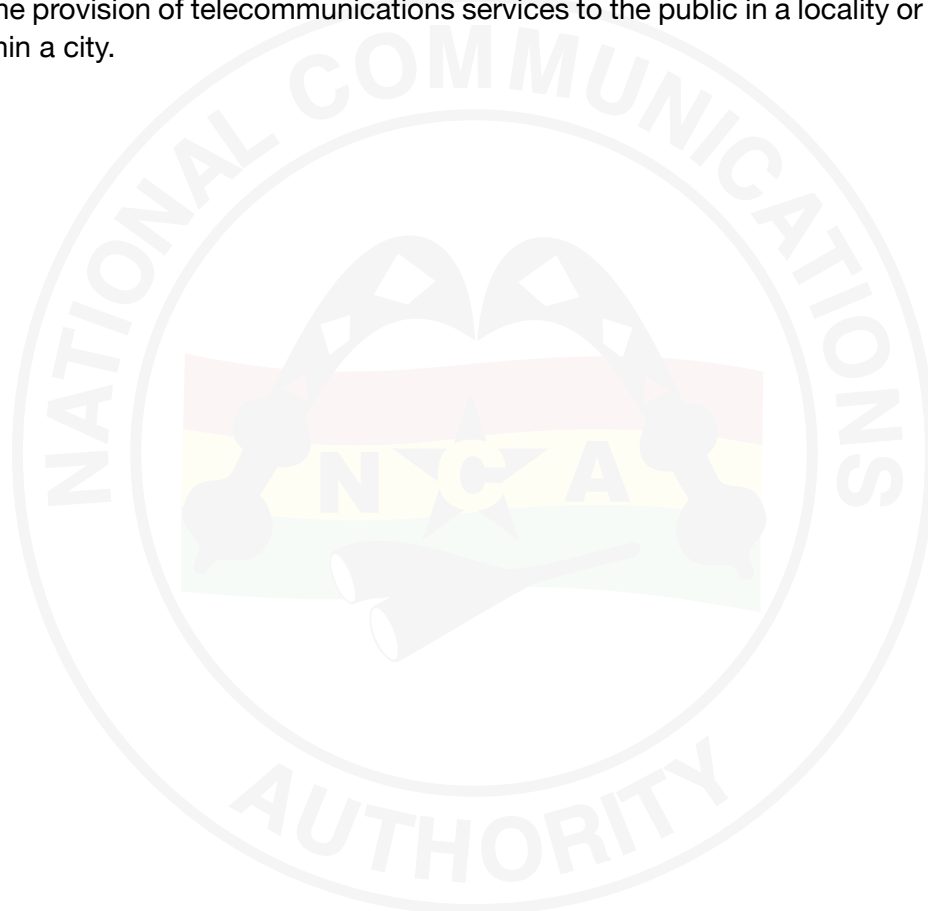 he provision of telecommunications services to the public in a locality or
hin a city.
NATIONAL COMMUNICATIONS
N C A
AUTHORITY